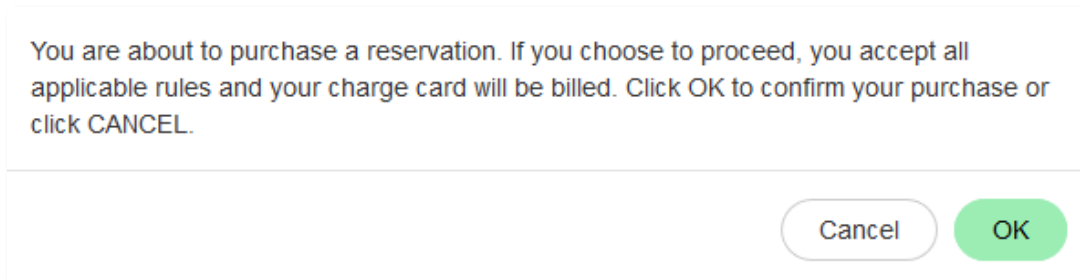 You are about to purchase a reservation. If you choose to proceed, you accept all
applicable rules and your charge card will be billed. Click OK to confirm your purchase or
click CANCEL.
Cancel OK